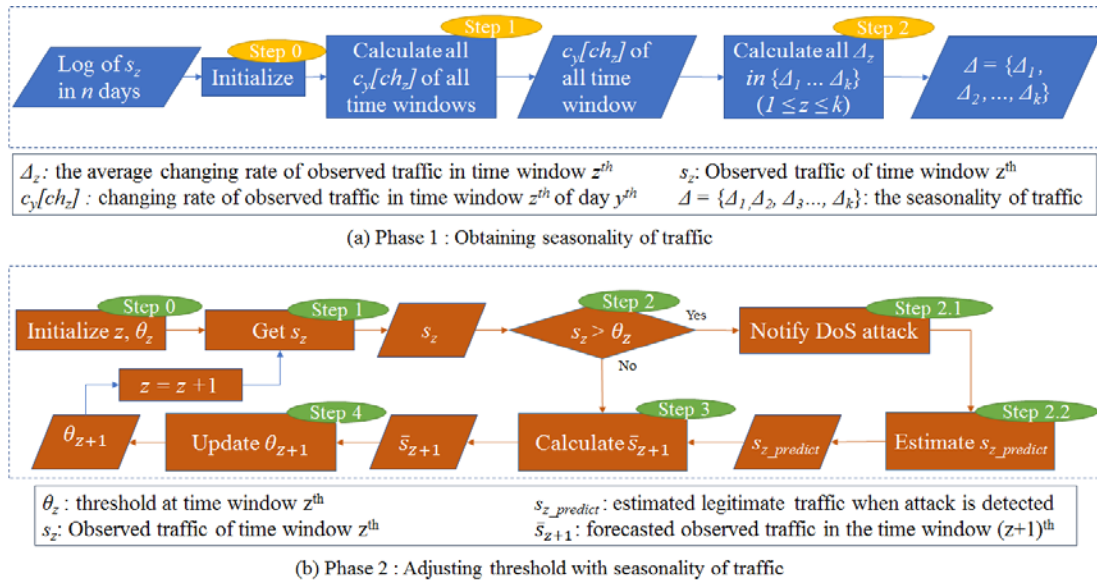 Step 0
Step 1
Step 2
Log of s_z
in n days
Initialize
Calculate all
c_y[ch_z] of all
time windows
c_y[ch_z] of
all time
window
Calculate all Δ_z
in {Δ_1 ... Δ_k}
(1 ≤ z ≤ k)
Δ = {Δ_1,
Δ_2, ..., Δ_k}
Δ_z: the average changing rate of observed traffic in time window z^th
s_z: Observed traffic of time window z^th
c_y[ch_z] : changing rate of observed traffic in time window z^th of day y^th
Δ = {Δ_1, Δ_2, Δ_3..., Δ_k}: the seasonality of traffic
(a) Phase 1 : Obtaining seasonality of traffic
Step 0
Step 1
Step 2
Step 2.1
Initialize z, θ_z
Get s_z
s_z
s_z > θ_z
Yes
Notify DoS attack
No
z = z +1
Step 4
Step 3
Step 2.2
θ_{z+1}
Update θ_{z+1}
s̄_{z+1}
Calculate s̄_{z+1}
s_{z_predict}
Estimate s_{z_predict}
θ_z : threshold at time window z^th
s_{z_predict}: estimated legitimate traffic when attack is detected
s_z: Observed traffic of time window z^th
s̄_{z+1}: forecasted observed traffic in the time window (z+1)^th
(b) Phase 2 : Adjusting threshold with seasonality of traffic